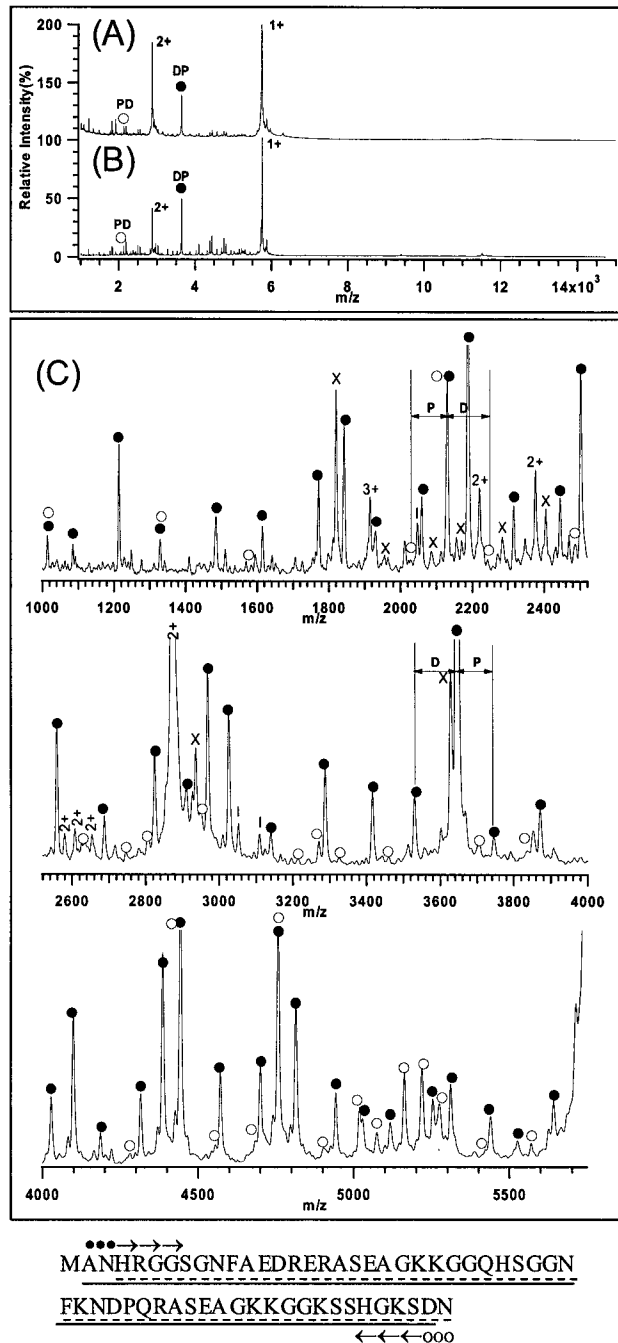 (A)
1+
200
2+
DP
150
PD
100
(B)
1+
DP
2+
50
PD
0
Relative Intensity(%)
2 4 6 8 10 12 14x10³
m/z
(C)
X
P D
3+
2+
2+
X X X X X
1000 1200 1400 1600 1800 2000 2200 2400
m/z
2+
D P
X
X
2+ 2+ 2+
2600 2800 3000 3200 3400 3600 3800 4000
m/z
4000 4500 5000 5500
m/z
MANHRGGSGNFAEDRERASEAGKKGGQHSGGN
FKNDPQRASEAGKKGGKSSHGKSDN